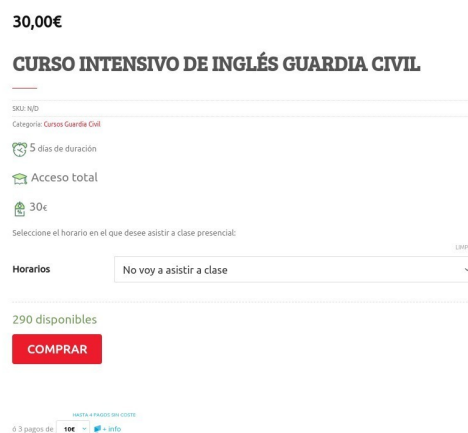 30,00€
CURSO INTENSIVO DE INGLÉS GUARDIA CIVIL
SKU: N/D
Categoría: Cursos Guardia Civil
5 días de duración
Acceso total
30€
Seleccione el horario en el que desee asistir a clase presencial:
LIMP
Horarios
No voy a asistir a clase
290 disponibles
COMPRAR
HASTA 4 PAGOS SIN COSTE
ó 3 pagos de 10€ + info